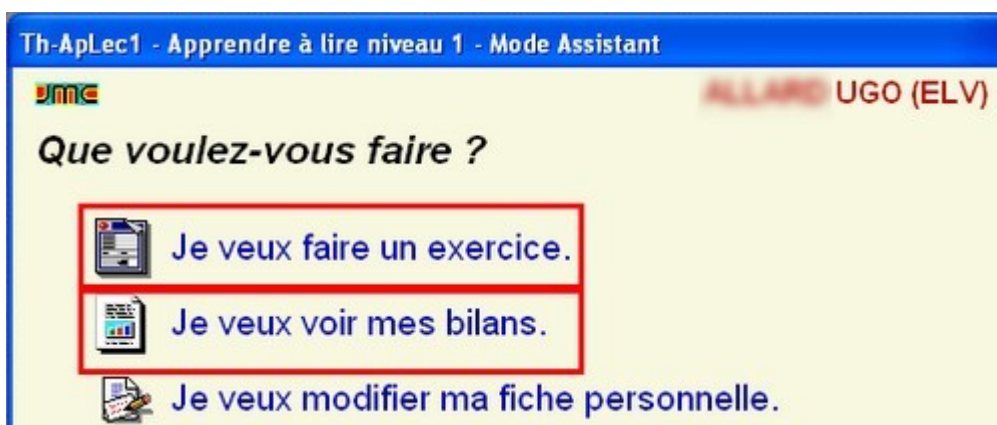 Th-ApLec1 - Apprendre à lire niveau 1 - Mode Assistant
JMC UGO (ELV)
Que voulez-vous faire ?
Je veux faire un exercice.
Je veux voir mes bilans.
Je veux modifier ma fiche personnelle.